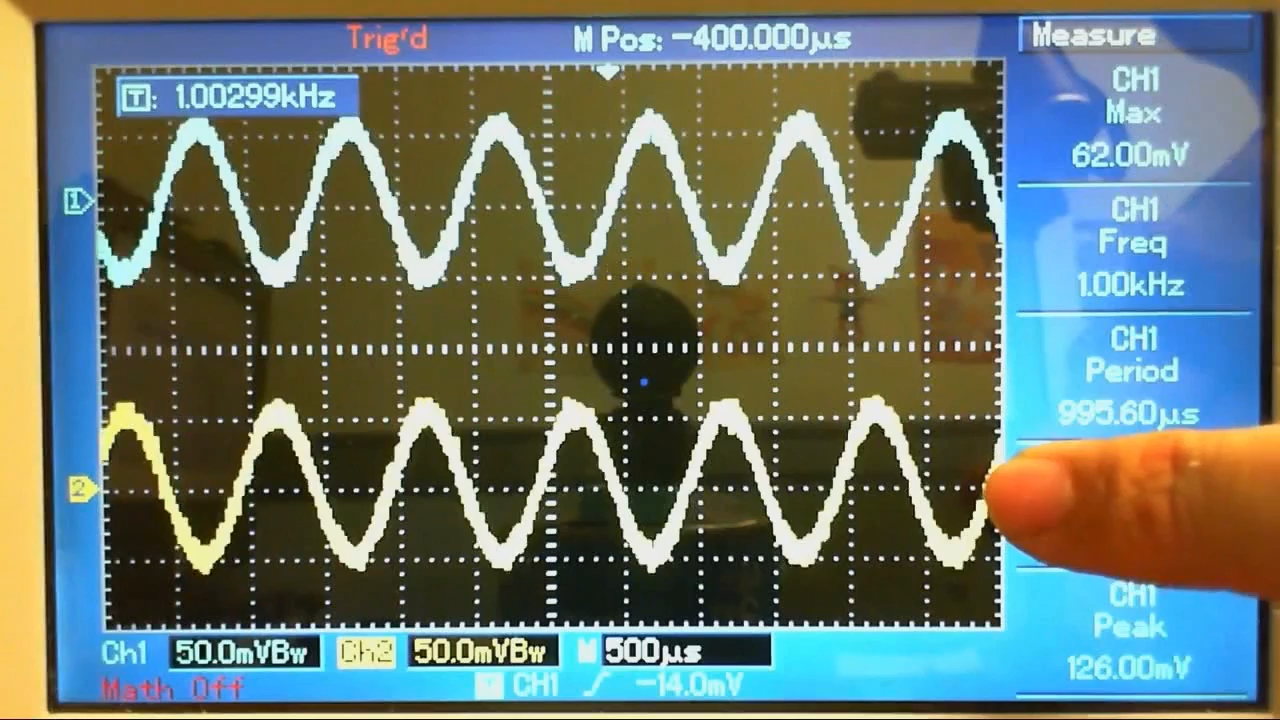 Trig'd
M Pos: -400.000µs
Measure
T: 1.00299kHz
CH1
Max
62.00mV
1
CH1
Freq
1.00kHz
CH1
Period
995.60µs
2
CH1
Peak
126.00mV
Ch1 50.0mVBw Ch2 50.0mVBw M 500µs
Math Off
CH1 -14.0mV